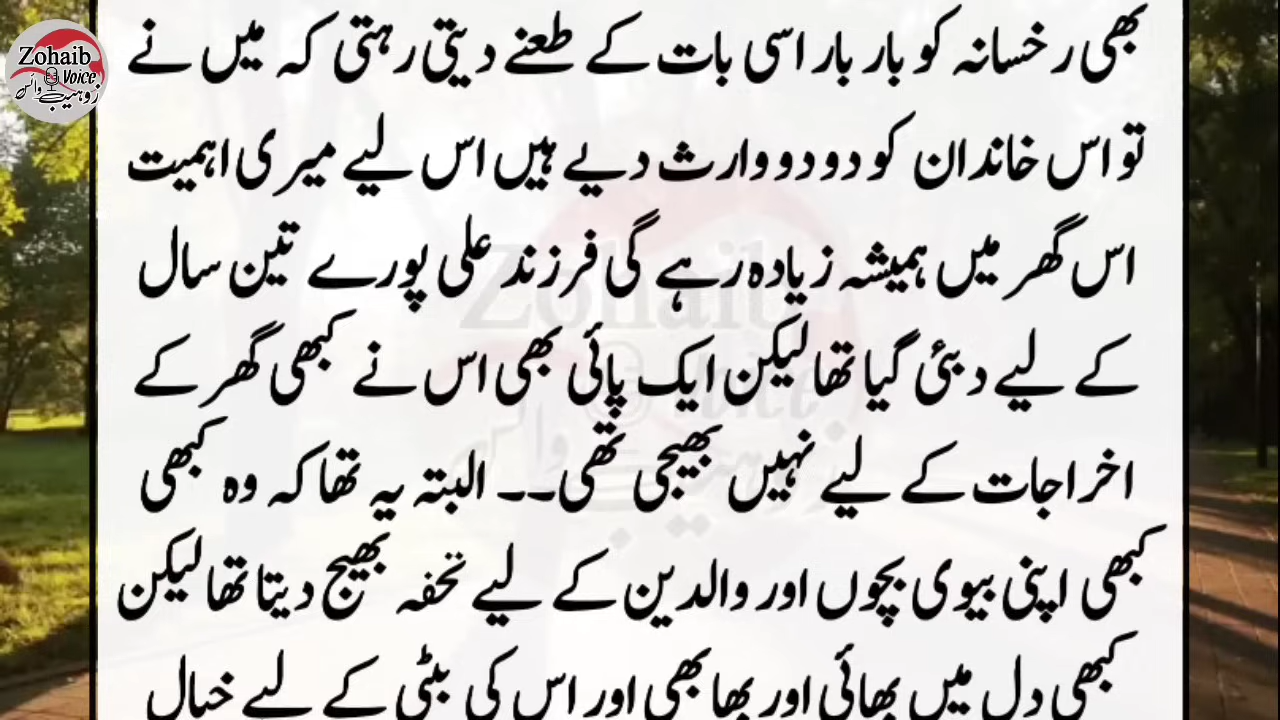 Zohaib
Voice
زوہیب وائس
بھی رخسانہ کو بار بار اسی بات کے طعنے دیتی رہتی کہ میں نے
تو اس خاندان کو دو دو وارث دیے ہیں اس لیے میری اہمیت
اس گھر میں ہمیشہ زیادہ رہے گی فرزند علی پورے تین سال
کے لیے دبئی گیا تھا لیکن ایک پائی بھی اس نے کبھی گھر کے
اخراجات کے لیے نہیں بھیجی تھی۔۔ البتہ یہ تھا کہ وہ کبھی
کبھی اپنی بیوی بچوں اور والدین کے لیے تحفہ بھیج دیتا تھا لیکن
کبھی دل میں بھائی اور بھابھی اور اس کی بیٹی کے لیے خیال